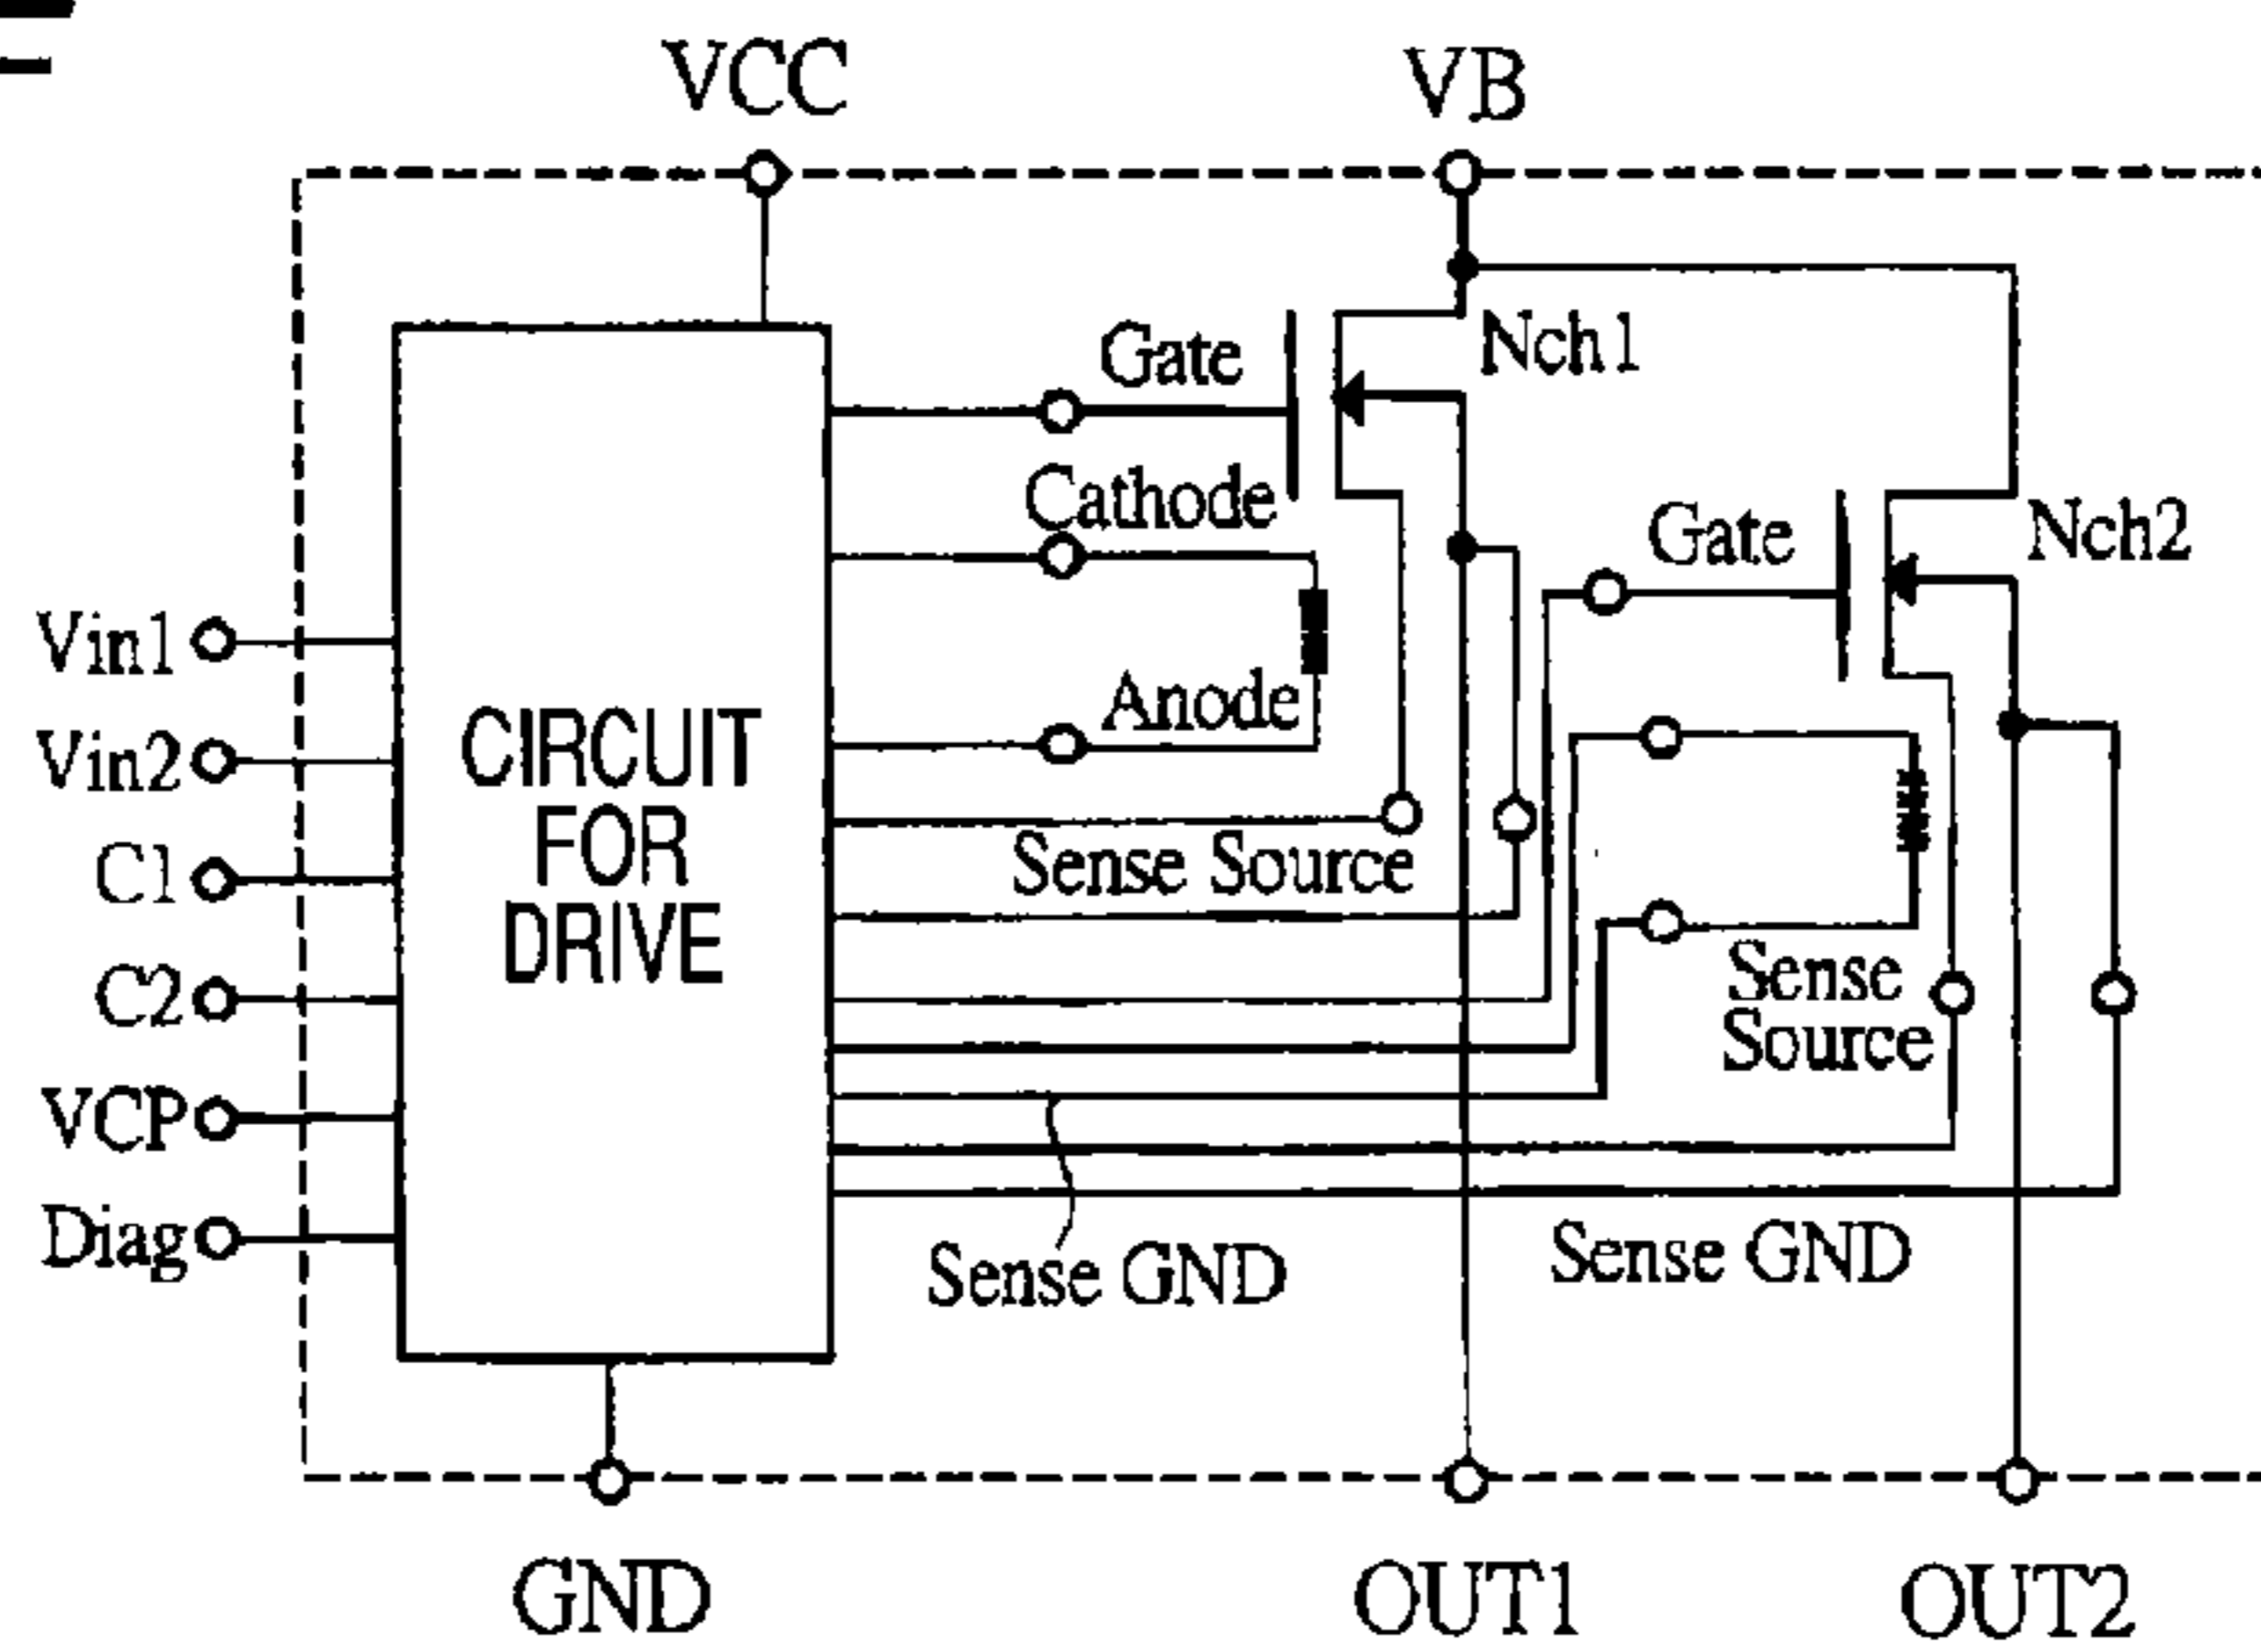 VCC
VB
Nch1
Gate
Cathode
Gate
Nch2
Vin1
Anode
Vin2
CIRCUIT
FOR
DRIVE
C1
Sense Source
C2
Sense
Source
VCP
Diag
Sense GND
Sense GND
GND
OUT1
OUT2